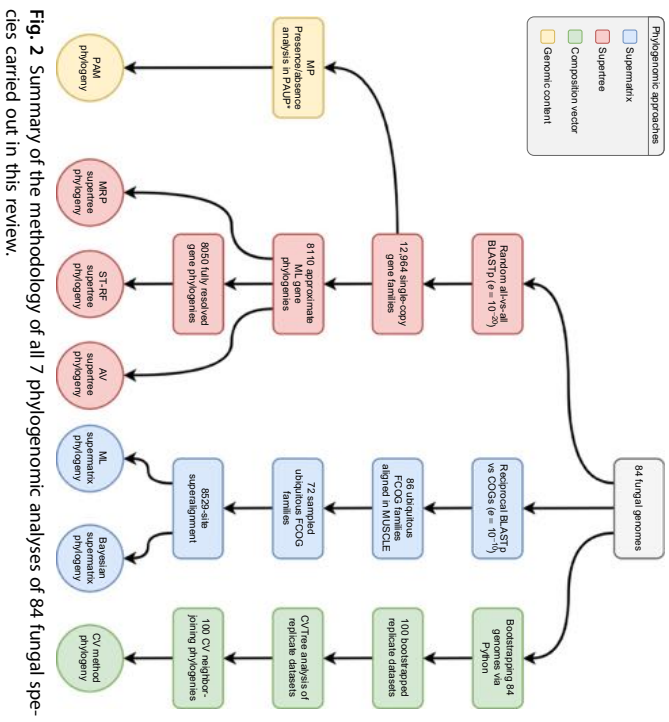 Phylogenomic approaches
Supermatrix
Supertree
Composition vector
Genomic content
84 fungal genomes
Random all-vs-all
BLASTp (e = 10⁻²⁰)
12,964 single-copy
gene families
8110 approximate
ML gene
phylogenies
8050 fully resolved
gene phylogenies
MP
Presence/absence
analysis in PAUP*
PAM
phylogeny
MRP
supertree
phylogeny
ST-RF
supertree
phylogeny
AV
supertree
phylogeny
Reciprocal BLASTp
vs COGs (e = 10⁻¹⁰)
86 ubiquitous
FCOG families
aligned in MUSCLE
72 sampled
ubiquitous FCOG
families
8529-site
superalignment
ML
supermatrix
phylogeny
Bayesian
supermatrix
phylogeny
Bootstrapping 84
genomes via
Python
100 bootstrapped
replicate datasets
CVTree analysis of
replicate datasets
100 CV neighbor-
joining phylogenies
CV method
phylogeny
Fig. 2 Summary of the methodology of all 7 phylogenomic analyses of 84 fungal spe-
cies carried out in this review.